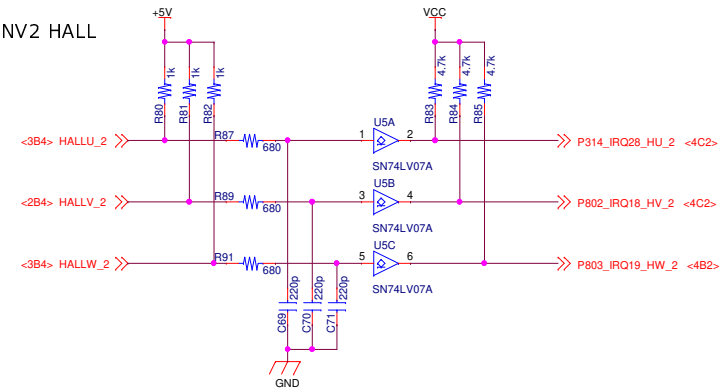 +5V
VCC
NV2 HALL
1k
1k
1k
4.7k
4.7k
4.7k
R80
R81
R82
R83
R84
R85
U5A
<3B4> HALLU_2
R87
680
1
2
SN74LV07A
P314_IRQ28_HU_2 <4C2>
U5B
<2B4> HALLV_2
R89
680
3
4
SN74LV07A
P802_IRQ18_HV_2 <4C2>
U5C
<3B4> HALLW_2
R91
680
5
6
SN74LV07A
P803_IRQ19_HW_2 <4B2>
220p
220p
220p
C69
C70
C71
GND